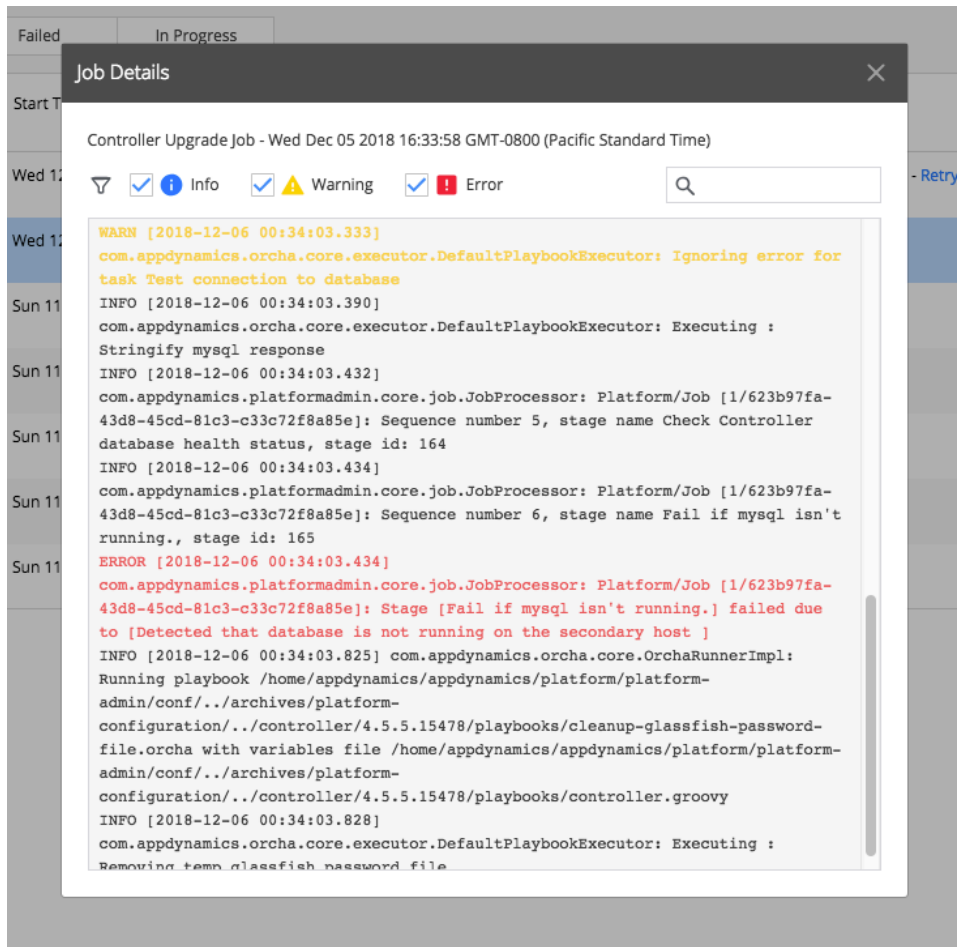 Failed
In Progress
Job Details
Start T
Controller Upgrade Job - Wed Dec 05 2018 16:33:58 GMT-0800 (Pacific Standard Time)
Wed 12
Info
Warning
Error
- Retry
WARN [2018-12-06 00:34:03.333]
com.appdynamics.orcha.core.executor.DefaultPlaybookExecutor: Ignoring error for
task Test connection to database
Wed 12
INFO [2018-12-06 00:34:03.390]
Sun 11
com.appdynamics.orcha.core.executor.DefaultPlaybookExecutor: Executing :
Stringify mysql response
INFO [2018-12-06 00:34:03.432]
Sun 11
com.appdynamics.platformadmin.core.job.JobProcessor: Platform/Job [1/623b97fa-
43d8-45cd-81c3-c33c72f8a85e]: Sequence number 5, stage name Check Controller
Sun 11
database health status, stage id: 164
INFO [2018-12-06 00:34:03.434]
com.appdynamics.platformadmin.core.job.JobProcessor: Platform/Job [1/623b97fa-
Sun 11
43d8-45cd-81c3-c33c72f8a85e]: Sequence number 6, stage name Fail if mysql isn't
running., stage id: 165
ERROR [2018-12-06 00:34:03.434]
Sun 11
com.appdynamics.platformadmin.core.job.JobProcessor: Platform/Job [1/623b97fa-
43d8-45cd-81c3-c33c72f8a85e]: Stage [Fail if mysql isn't running.] failed due
to [Detected that database is not running on the secondary host ]
INFO [2018-12-06 00:34:03.825] com.appdynamics.orcha.core.OrchaRunnerImpl:
Running playbook /home/appdynamics/appdynamics/platform/platform-
admin/conf/../archives/platform-
configuration/../controller/4.5.5.15478/playbooks/cleanup-glassfish-password-
file.orcha with variables file /home/appdynamics/appdynamics/platform/platform-
admin/conf/../archives/platform-
configuration/../controller/4.5.5.15478/playbooks/controller.groovy
INFO [2018-12-06 00:34:03.828]
com.appdynamics.orcha.core.executor.DefaultPlaybookExecutor: Executing :
Removing temp glassfish password file